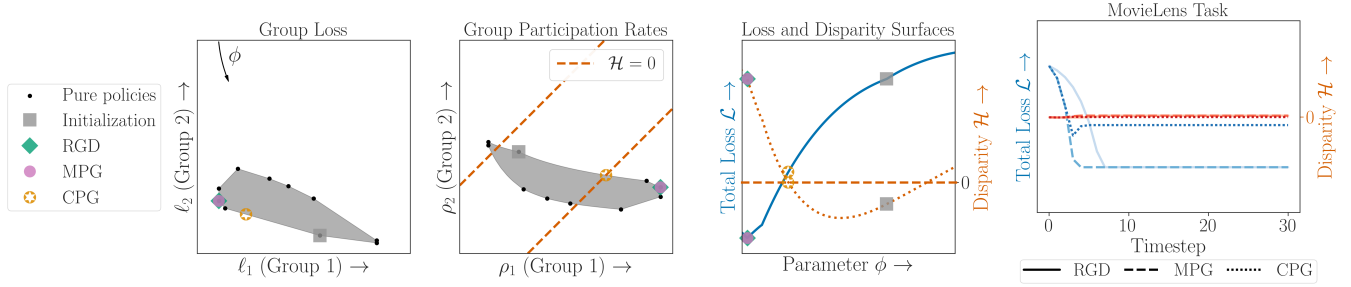 Pure policies
Initialization
RGD
MPG
CPG
Group Loss
ϕ
ℓ₂ (Group 2) →
ℓ₁ (Group 1) →
Group Participation Rates
ℋ = 0
ρ₂ (Group 2) →
ρ₁ (Group 1) →
Loss and Disparity Surfaces
Total Loss ℒ →
0
Disparity ℋ →
Parameter ϕ →
MovieLens Task
Total Loss ℒ →
0
Disparity ℋ →
0 10 20 30
Timestep
RGD MPG CPG